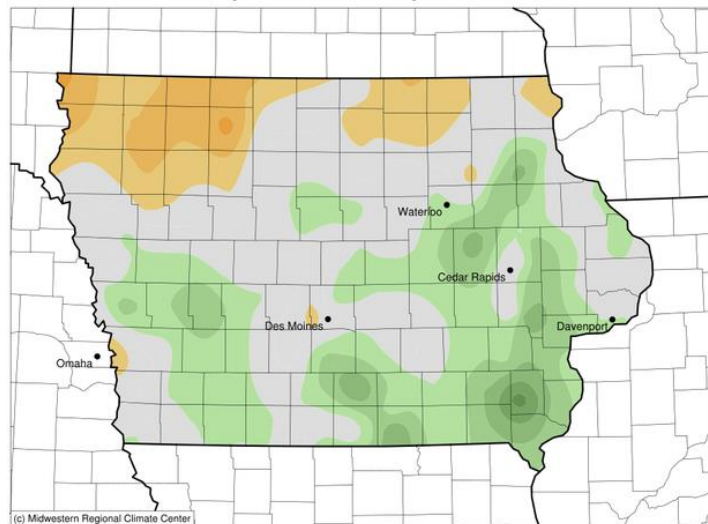 Waterloo
Cedar Rapids
Des Moines
Davenport
Omaha
(c) Midwestern Regional Climate Center